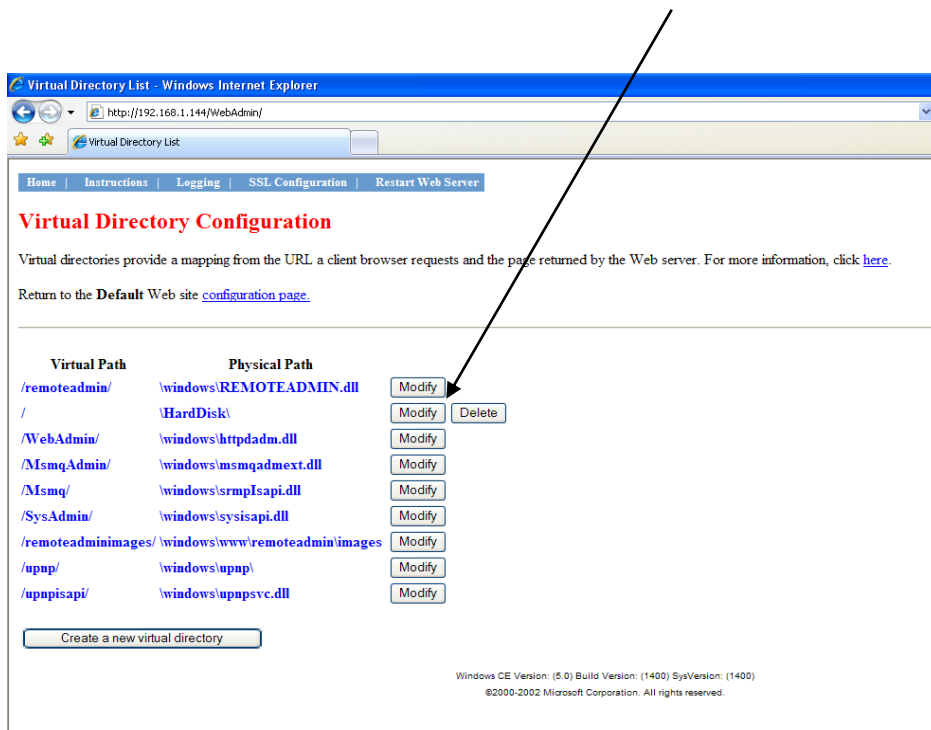 Virtual Directory List - Windows Internet Explorer
http://192.168.1.144/WebAdmin/
Virtual Directory List
Home | Instructions | Logging | SSL Configuration | Restart Web Server
Virtual Directory Configuration
Virtual directories provide a mapping from the URL a client browser requests and the page returned by the Web server. For more information, click here.
Return to the Default Web site configuration page.
Virtual Path Physical Path
/remoteadmin/ \windows\REMOTEADMIN.dll Modify
/ \HardDisk\ Modify Delete
/WebAdmin/ \windows\httpdadm.dll Modify
/MsmqAdmin/ \windows\msmqadmext.dll Modify
/Msmq/ \windows\srmpIsapi.dll Modify
/SysAdmin/ \windows\sysisapi.dll Modify
/remoteadminimages/ \windows\www\remoteadmin\images Modify
/upnp/ \windows\upnp\ Modify
/upnpisapi/ \windows\upnpsvc.dll Modify
Create a new virtual directory
Windows CE Version: (5.0) Build Version: (1400) SysVersion: (1400)
©2000-2002 Microsoft Corporation. All rights reserved.